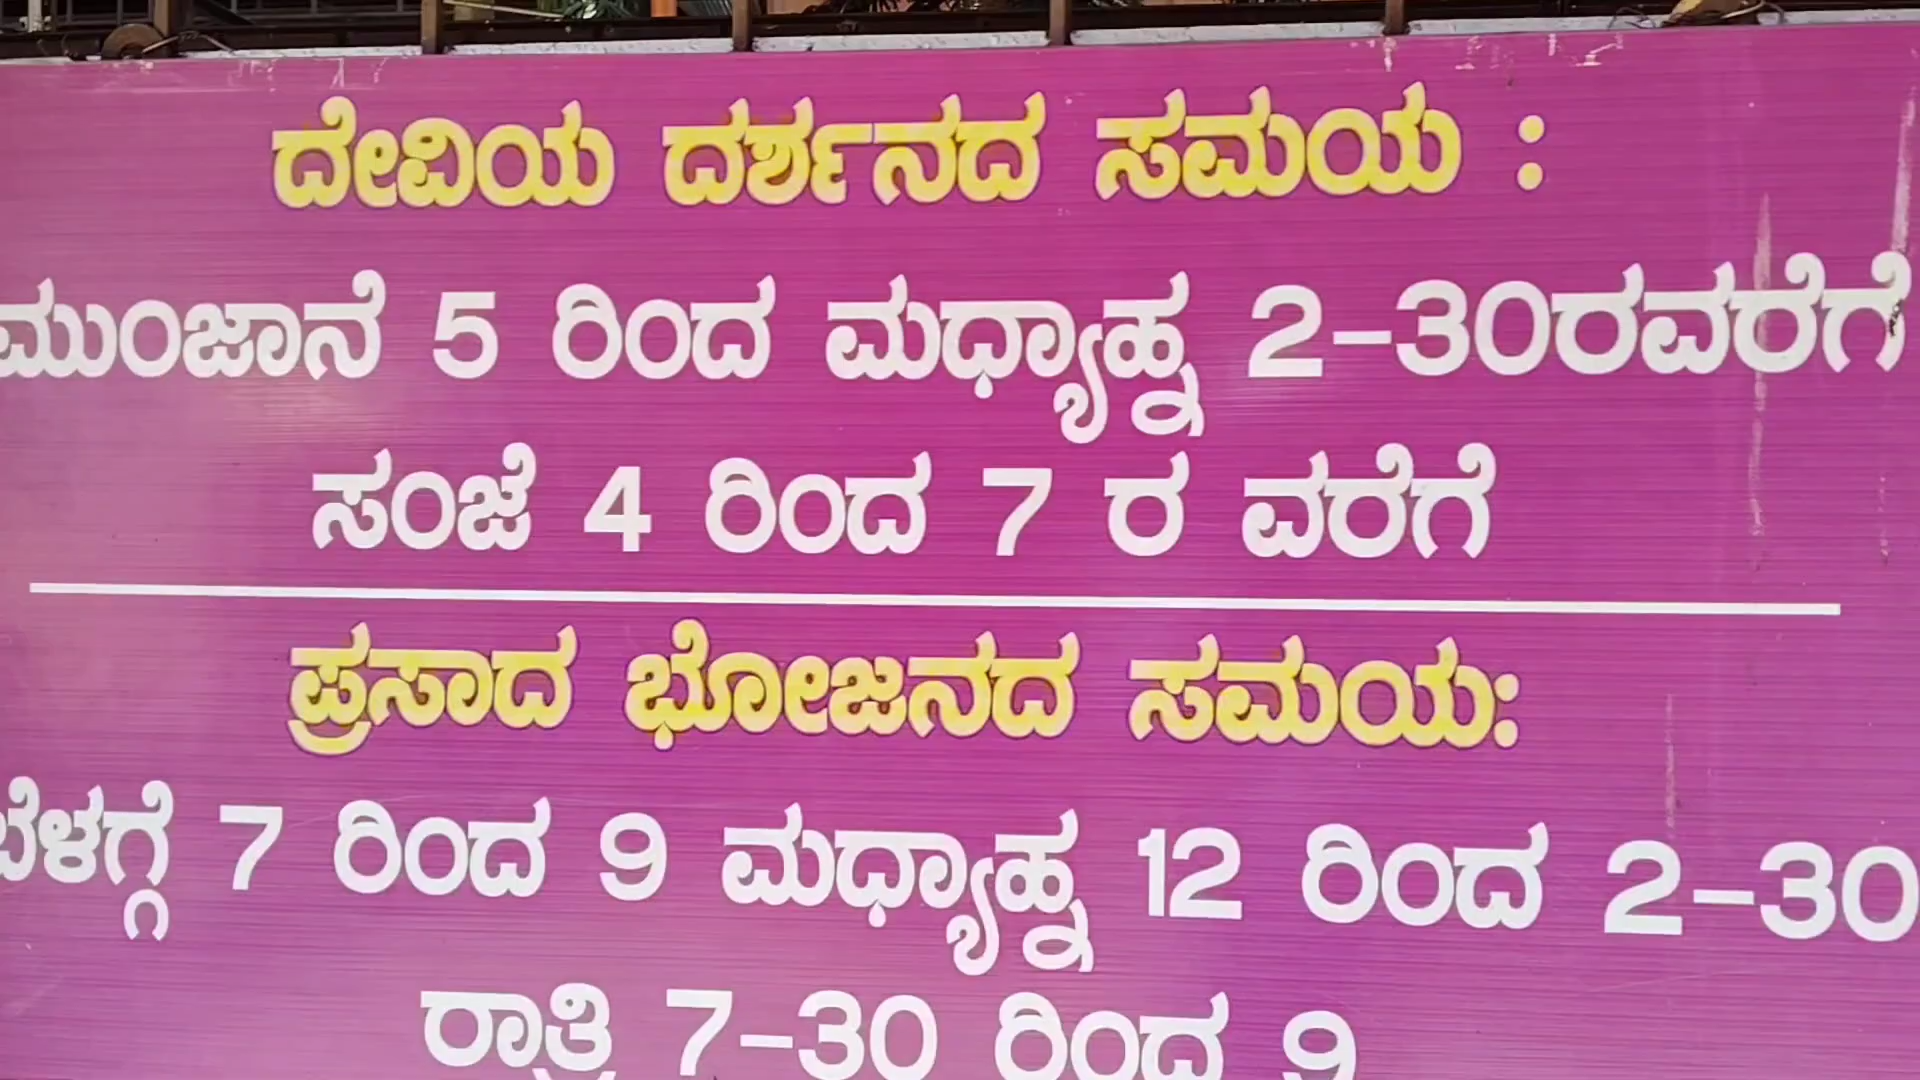 ದೇವಿಯ ದರ್ಶನದ ಸಮಯ :
ಮುಂಜಾನೆ 5 ರಿಂದ ಮಧ್ಯಾಹ್ನ 2-30ರವರೆಗೆ
ಸಂಜೆ 4 ರಿಂದ 7 ರ ವರೆಗೆ
ಪ್ರಸಾದ ಭೋಜನದ ಸಮಯ:
ಬೆಳಗ್ಗೆ 7 ರಿಂದ 9 ಮಧ್ಯಾಹ್ನ 12 ರಿಂದ 2-30
ರಾತ್ರಿ 7-30 ರಿಂದ 9